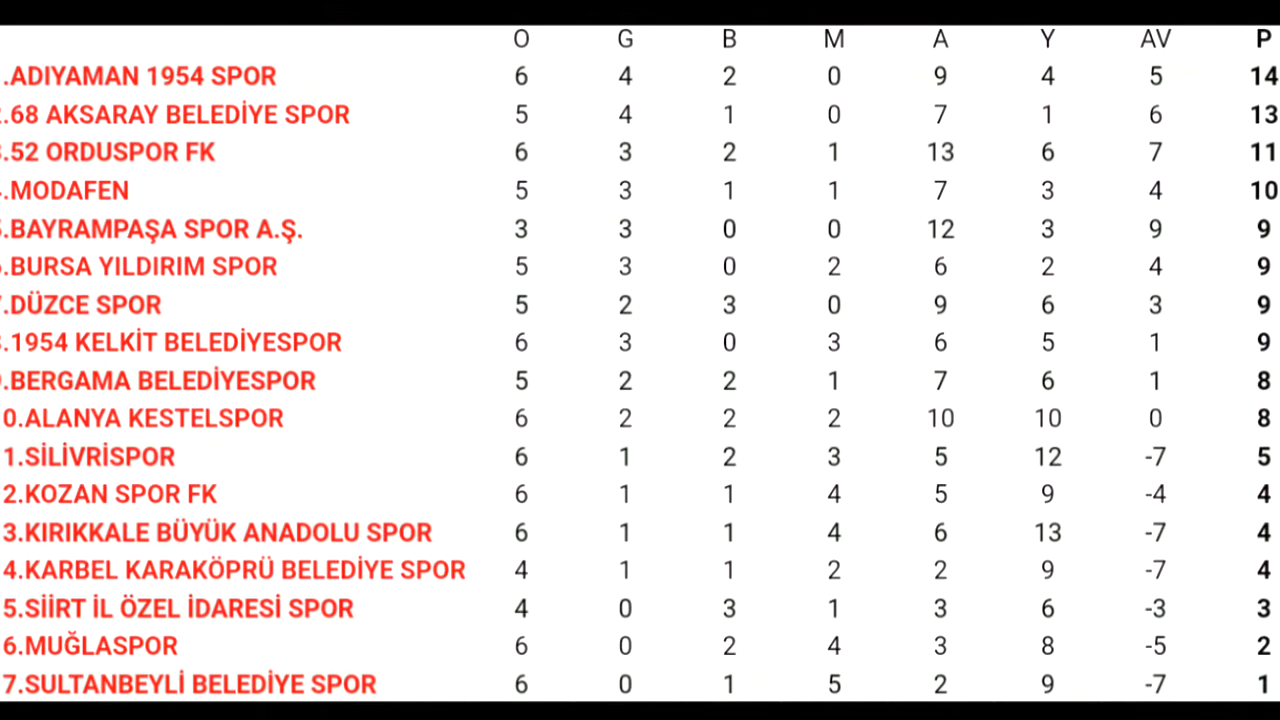 O G B M A Y AV P
.ADIYAMAN 1954 SPOR 6 4 2 0 9 4 5 14
.68 AKSARAY BELEDİYE SPOR 5 4 1 0 7 1 6 13
.52 ORDUSPOR FK 6 3 2 1 13 6 7 11
.MODAFEN 5 3 1 1 7 3 4 10
.BAYRAMPAŞA SPOR A.Ş. 3 3 0 0 12 3 9 9
.BURSA YILDIRIM SPOR 5 3 0 2 6 2 4 9
.DÜZCE SPOR 5 2 3 0 9 6 3 9
.1954 KELKİT BELEDİYESPOR 6 3 0 3 6 5 1 9
.BERGAMA BELEDİYESPOR 5 2 2 1 7 6 1 8
0.ALANYA KESTELSPOR 6 2 2 2 10 10 0 8
1.SİLİVRİSPOR 6 1 2 3 5 12 -7 5
2.KOZAN SPOR FK 6 1 1 4 5 9 -4 4
3.KIRIKKALE BÜYÜK ANADOLU SPOR 6 1 1 4 6 13 -7 4
4.KARBEL KARAKÖPRÜ BELEDİYE SPOR 4 1 1 2 2 9 -7 4
5.SİİRT İL ÖZEL İDARESİ SPOR 4 0 3 1 3 6 -3 3
6.MUĞLASPOR 6 0 2 4 3 8 -5 2
7.SULTANBEYLİ BELEDİYE SPOR 6 0 1 5 2 9 -7 1